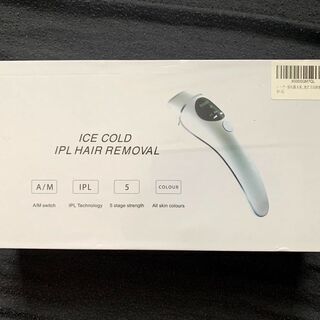 ICE COLD
IPL HAIR REMOVAL
A/M
IPL
5
COLOUR
A/M switch
IPL Technology
5 stage strength
All skin colours